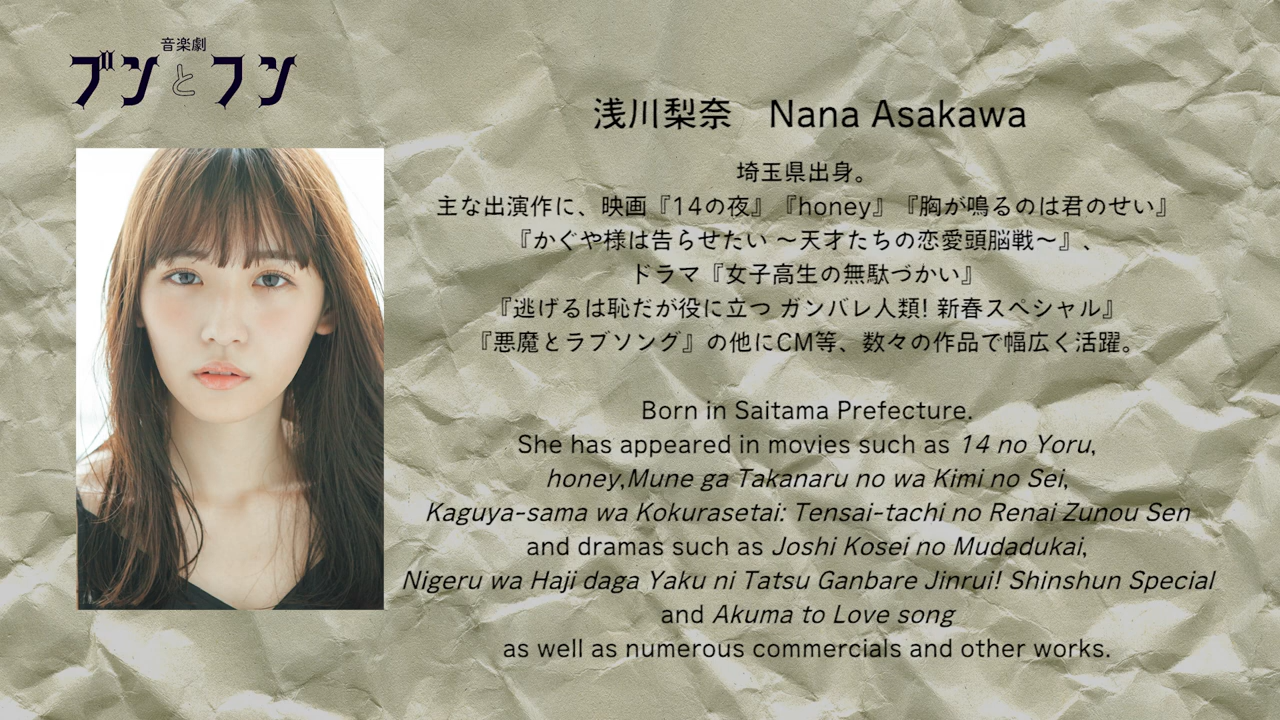 音楽劇
ブンとフン
浅川梨奈　Nana Asakawa
埼玉県出身。
主な出演作に、映画『14の夜』『honey』『胸が鳴るのは君のせい』
『かぐや様は告らせたい ～天才たちの恋愛頭脳戦～』、
ドラマ『女子高生の無駄づかい』
『逃げるは恥だが役に立つ ガンバレ人類! 新春スペシャル』
『悪魔とラブソング』の他にCM等、数々の作品で幅広く活躍。
Born in Saitama Prefecture.
She has appeared in movies such as 14 no Yoru,
honey,Mune ga Takanaru no wa Kimi no Sei,
Kaguya-sama wa Kokurasetai: Tensai-tachi no Renai Zunou Sen
and dramas such as Joshi Kosei no Mudadukai,
Nigeru wa Haji daga Yaku ni Tatsu Ganbare Jinrui! Shinshun Special
and Akuma to Love song
as well as numerous commercials and other works.